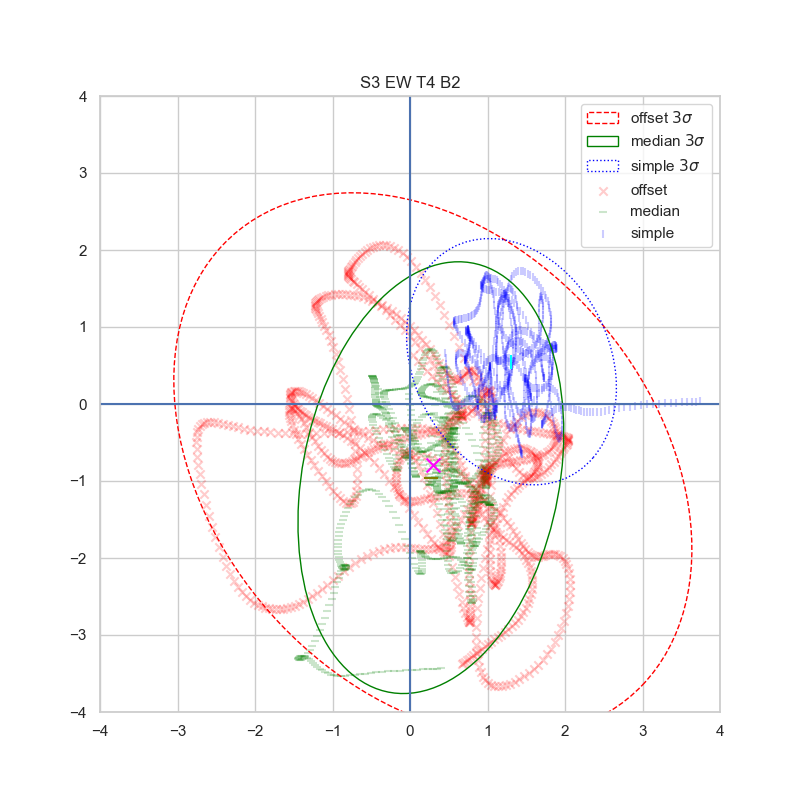 S3 EW T4 B2
4
3
2
1
0
−1
−2
−3
−4
−4 −3 −2 −1 0 1 2 3 4
offset 3σ
median 3σ
simple 3σ
offset
median
simple